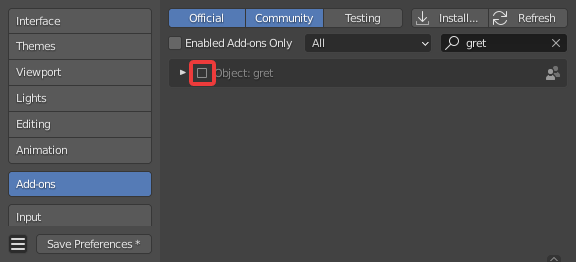 Interface
Themes
Viewport
Lights
Editing
Animation
Add-ons
Input
Save Preferences *
Official Community Testing Install... Refresh
Enabled Add-ons Only All gret
Object: gret